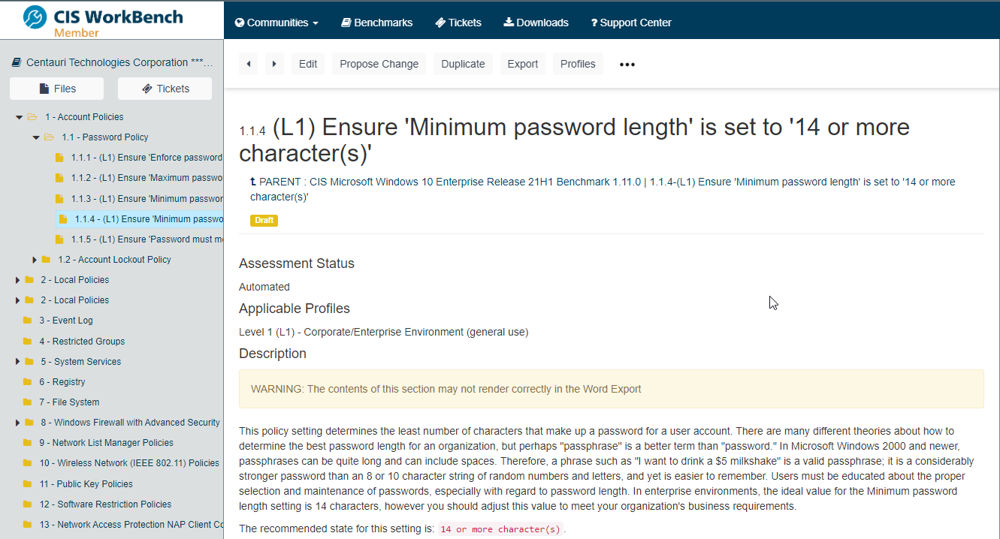 CIS WorkBench
Member
Communities
Benchmarks
Tickets
Downloads
? Support Center
Centauri Technologies Corporation ***...
Files
Tickets
1 - Account Policies
1.1 - Password Policy
1.1.1 - (L1) Ensure 'Enforce password
1.1.2 - (L1) Ensure 'Maximum passwo
1.1.3 - (L1) Ensure 'Minimum passwor
1.1.4 - (L1) Ensure 'Minimum passwo
1.1.5 - (L1) Ensure 'Password must me
1.2 - Account Lockout Policy
2 - Local Policies
2 - Local Policies
3 - Event Log
4 - Restricted Groups
5 - System Services
6 - Registry
7 - File System
8 - Windows Firewall with Advanced Security
9 - Network List Manager Policies
10 - Wireless Network (IEEE 802.11) Policies
11 - Public Key Policies
12 - Software Restriction Policies
13 - Network Access Protection NAP Client Co
Edit
Propose Change
Duplicate
Export
Profiles
•••
1.1.4 (L1) Ensure 'Minimum password length' is set to '14 or more
character(s)'
PARENT : CIS Microsoft Windows 10 Enterprise Release 21H1 Benchmark 1.11.0 | 1.1.4-(L1) Ensure 'Minimum password length' is set to '14 or more
character(s)'
Draft
Assessment Status
Automated
Applicable Profiles
Level 1 (L1) - Corporate/Enterprise Environment (general use)
Description
WARNING: The contents of this section may not render correctly in the Word Export
This policy setting determines the least number of characters that make up a password for a user account. There are many different theories about how to
determine the best password length for an organization, but perhaps "passphrase" is a better term than "password." In Microsoft Windows 2000 and newer,
passphrases can be quite long and can include spaces. Therefore, a phrase such as "I want to drink a $5 milkshake" is a valid passphrase; it is a considerably
stronger password than an 8 or 10 character string of random numbers and letters, and yet is easier to remember. Users must be educated about the proper
selection and maintenance of passwords, especially with regard to password length. In enterprise environments, the ideal value for the Minimum password
length setting is 14 characters, however you should adjust this value to meet your organization's business requirements.
The recommended state for this setting is: 14 or more character(s) .